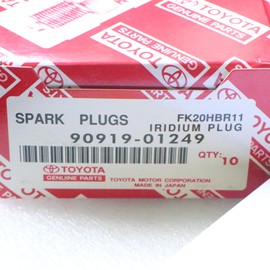 TOYOTA
GENUINE PARTS
SPARK PLUGS
FK20HBR11
IRIDIUM PLUG
90919-01249
QTY: 10
TOYOTA
GENUINE PARTS
TOYOTA MOTOR CORPORATION
MADE IN JAPAN